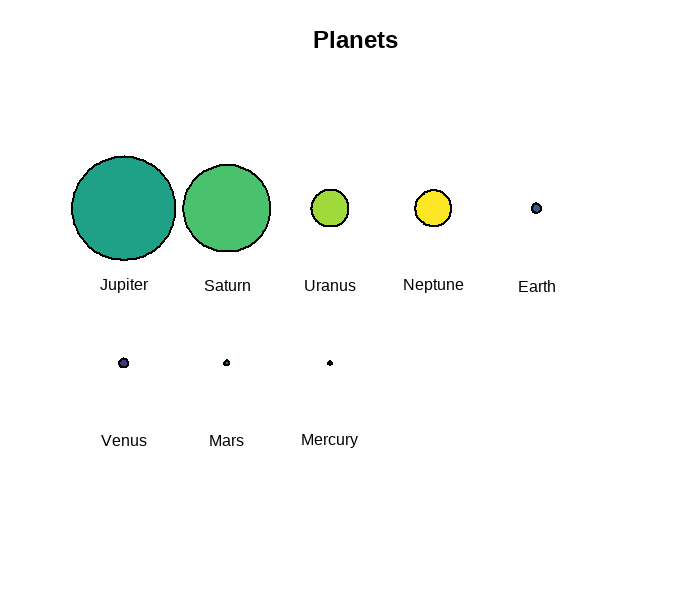 Planets
Jupiter
Saturn
Uranus
Neptune
Earth
Venus
Mars
Mercury